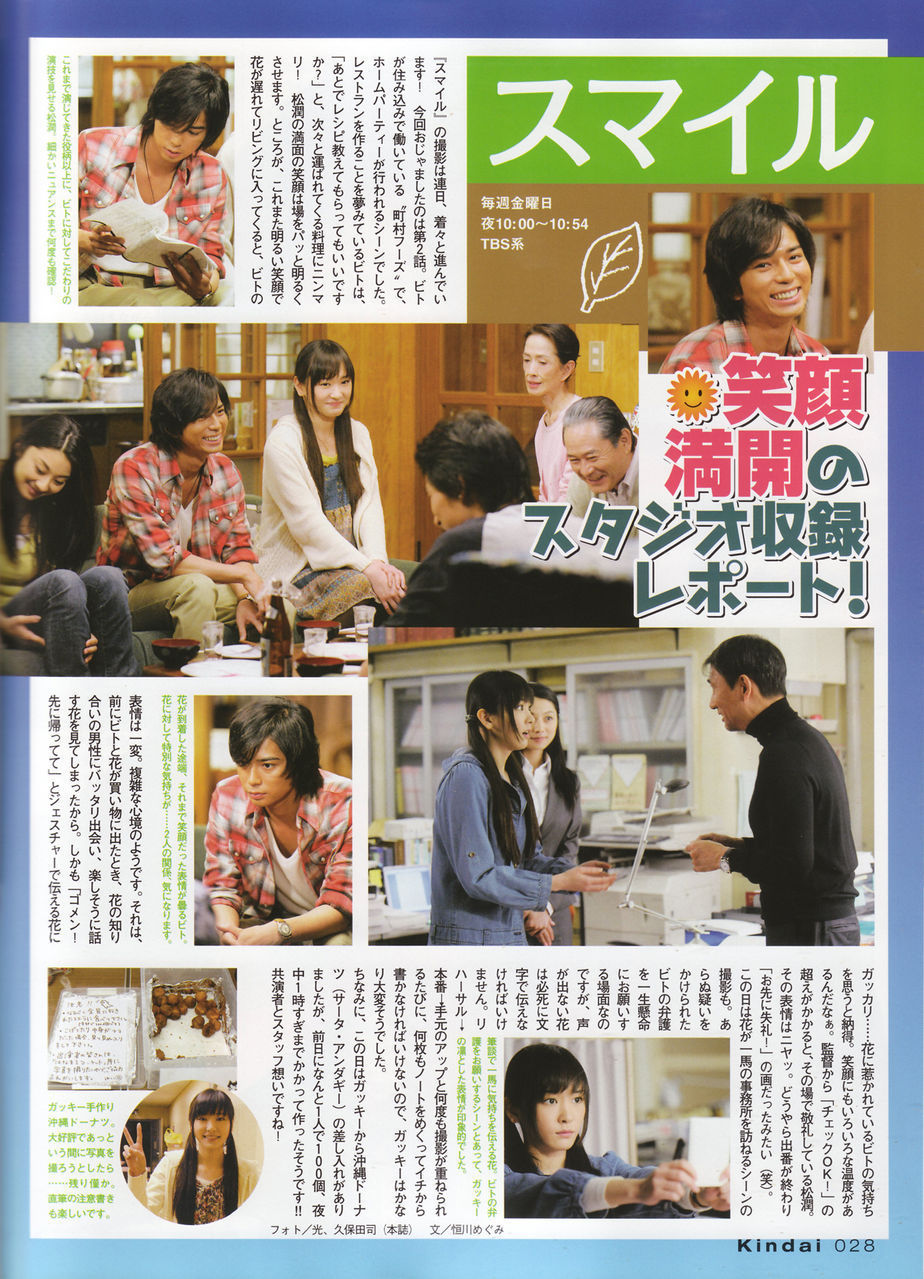 スマイル
毎週金曜日
夜10:00〜10:54
TBS系
笑顔
満開の
スタジオ収録
レポート!
『スマイル』の撮影は連日、着々と進んでい
ます! 今回おじゃましたのは第2話。ビト
が住み込みで働いている〝町村フーズ〟で、
ホームパーティーが行われるシーンでした。
レストランを作ることを夢みているビトは、
「あとでレシピ教えてもらってもいいです
か?」と、次々と運ばれてくる料理にニンマ
リ! 松潤の満面の笑顔は場をパッと明るく
させます。ところが、これまた明るい笑顔で
花が遅れてリビングに入ってくると、ビトの
これまで演じてきた役柄以上に、ビトに対してこだわりの
演技を見せる松潤。細かいニュアンスまで何度も確認!
花が到着した途端、それまで笑顔だった表情が曇るビト。
花に対して特別な気持ちが……2人の関係、気になります。
表情は一変。複雑な心境のようです。それは、
前にビトと花が買い物に出たとき、花の知り
合いの男性にバッタリ出会い、楽しそうに話
す花を見てしまったから。しかも「ゴメン!
先に帰ってて」とジェスチャーで伝える花に
ガッカリ……花に惹かれているビトの気持ち
を思うと納得。笑顔にもいろいろな温度があ
るんだなぁ。監督から「チェックOK!」の
超えがかかると、その場で敬礼している松潤。
その表情はニヤッ。どうやら出番が終わり
「お先に失礼!」の画だったみたい(笑)。
この日は花が一馬の事務所を訪ねるシーンの
撮影も。あ
らぬ疑いを
かけられた
ビトの弁護
を一生懸命
にお願いす
る場面なの
ですが、声
が出ない花
は必死に文
字で伝えな
ければいけ
ません。リ
ハーサル→
本番→手元のアップと何度も撮影が重ねられ
るたびに、何枚もノートをめくってイチから
書かなければいけないので、ガッキーはかな
り大変そうでした。
ちなみに、この日はガッキーから沖縄ドーナ
ツ(サータ・アンダギー)の差し入れがあり
ましたが、前日になんと1人で100個、夜
中1時すぎまでかかって作ったそうです!!
共演者とスタッフ想いですね!
筆談で一馬に気持ちを伝える花。ビトの弁
護をお願いするシーンとあって、ガッキー
の凛とした表情が印象的でした。
ガッキー手作り
沖縄ドーナツ。
大好評であっと
いう間に写真を
撮ろうとしたら
……残り僅か。
直筆の注意書き
も楽しいです。
フォト/光、久保田司(本誌) 文/恒川めぐみ
Kindai 028